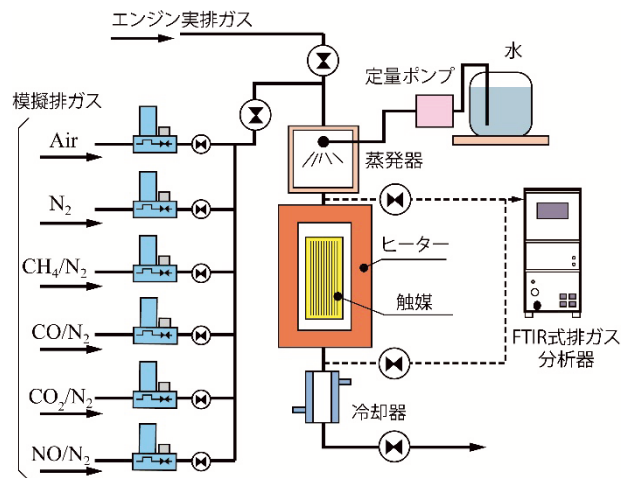 エンジン実排ガス
定量ポンプ
水
模擬排ガス
Air
蒸発器
N₂
ヒーター
CH₄/N₂
触媒
CO/N₂
FTIR式排ガス
分析器
CO₂/N₂
冷却器
NO/N₂